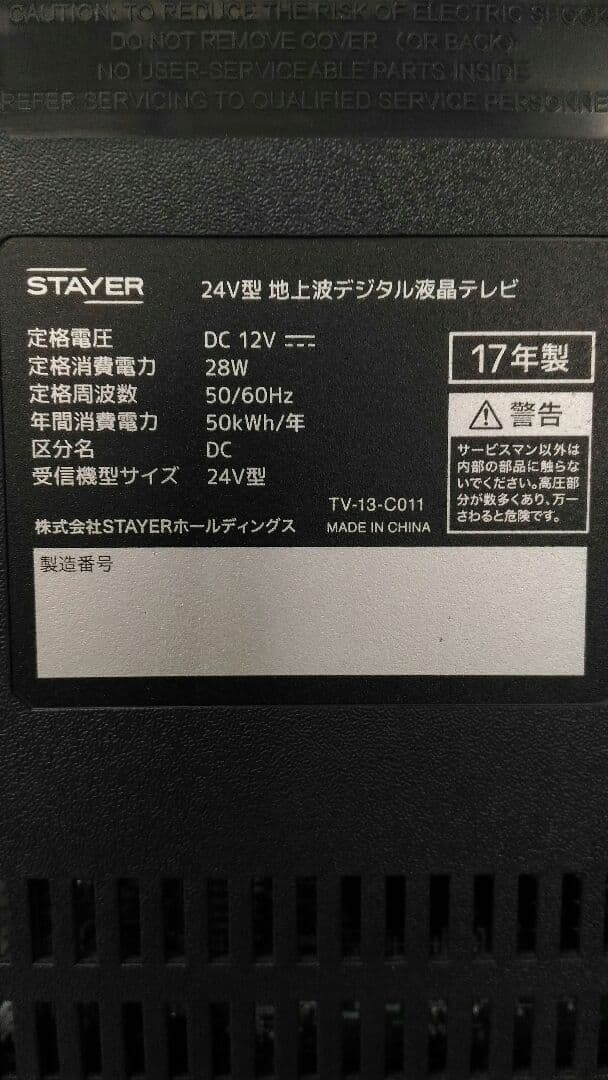 CAUTION: TO REDUCE THE RISK OF ELECTRIC SHOCK
DO NOT REMOVE COVER (OR BACK)
NO USER-SERVICEABLE PARTS INSIDE
REFER SERVICING TO QUALIFIED SERVICE PERSONNE
STAYER
24V型 地上波デジタル液晶テレビ
定格電圧 DC 12V
定格消費電力 28W
定格周波数 50/60Hz
年間消費電力 50kWh/年
区分名 DC
受信機型サイズ 24V型
17年製
警告
サービスマン以外は
内部の部品に触らな
いでください。高圧部
分が数多くあり、万一
さわると危険です。
TV-13-C011
株式会社STAYERホールディングス MADE IN CHINA
製造番号